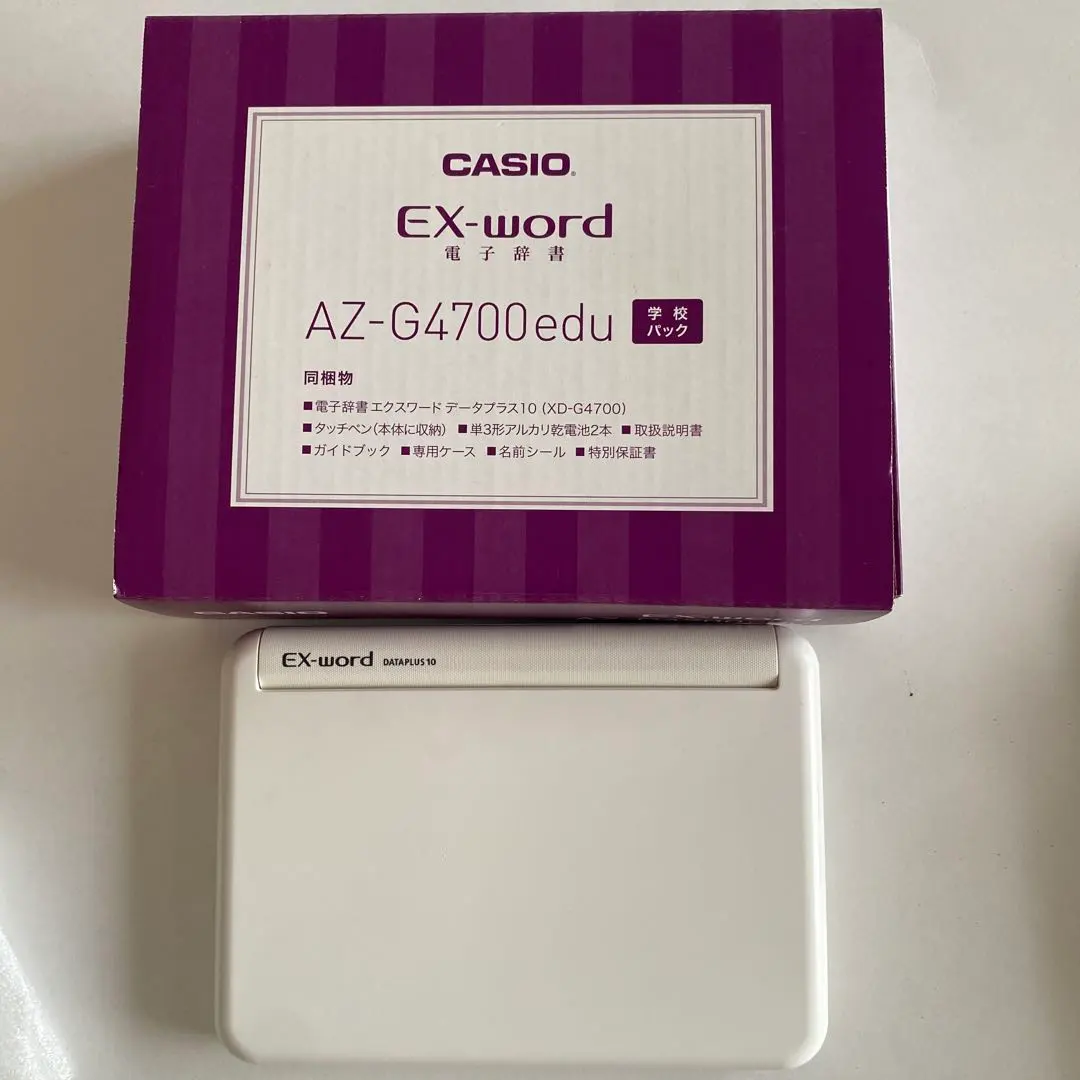 CASIO®
EX-word
電子辞書
AZ-G4700edu 学校パック
同梱物
■電子辞書 エクスワード データプラス10 (XD-G4700)
■タッチペン(本体に収納) ■単3形アルカリ乾電池2本 ■取扱説明書
■ガイドブック ■専用ケース ■名前シール ■特別保証書
CASIO
EX-word DATAPLUS 10